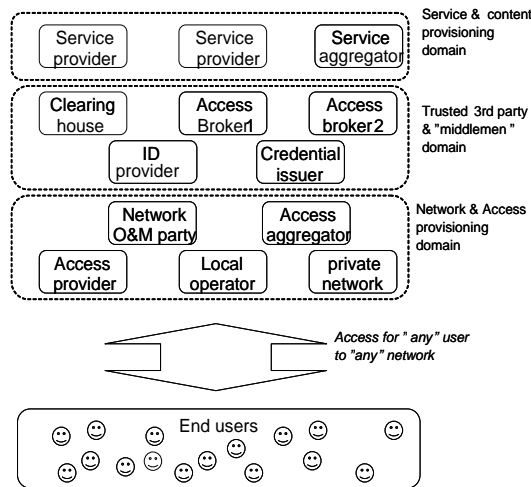 Service & content
provisioning
domain
Service
provider
Service
provider
Service
aggregator
Clearing
house
Access
Broker1
Access
broker2
ID
provider
Credential
issuer
Trusted 3rd party
& "middlemen "
domain
Network
O&M party
Access
aggregator
Access
provider
Local
operator
private
network
Network & Access
provisioning
domain
Access for " any" user
to "any" network
End users